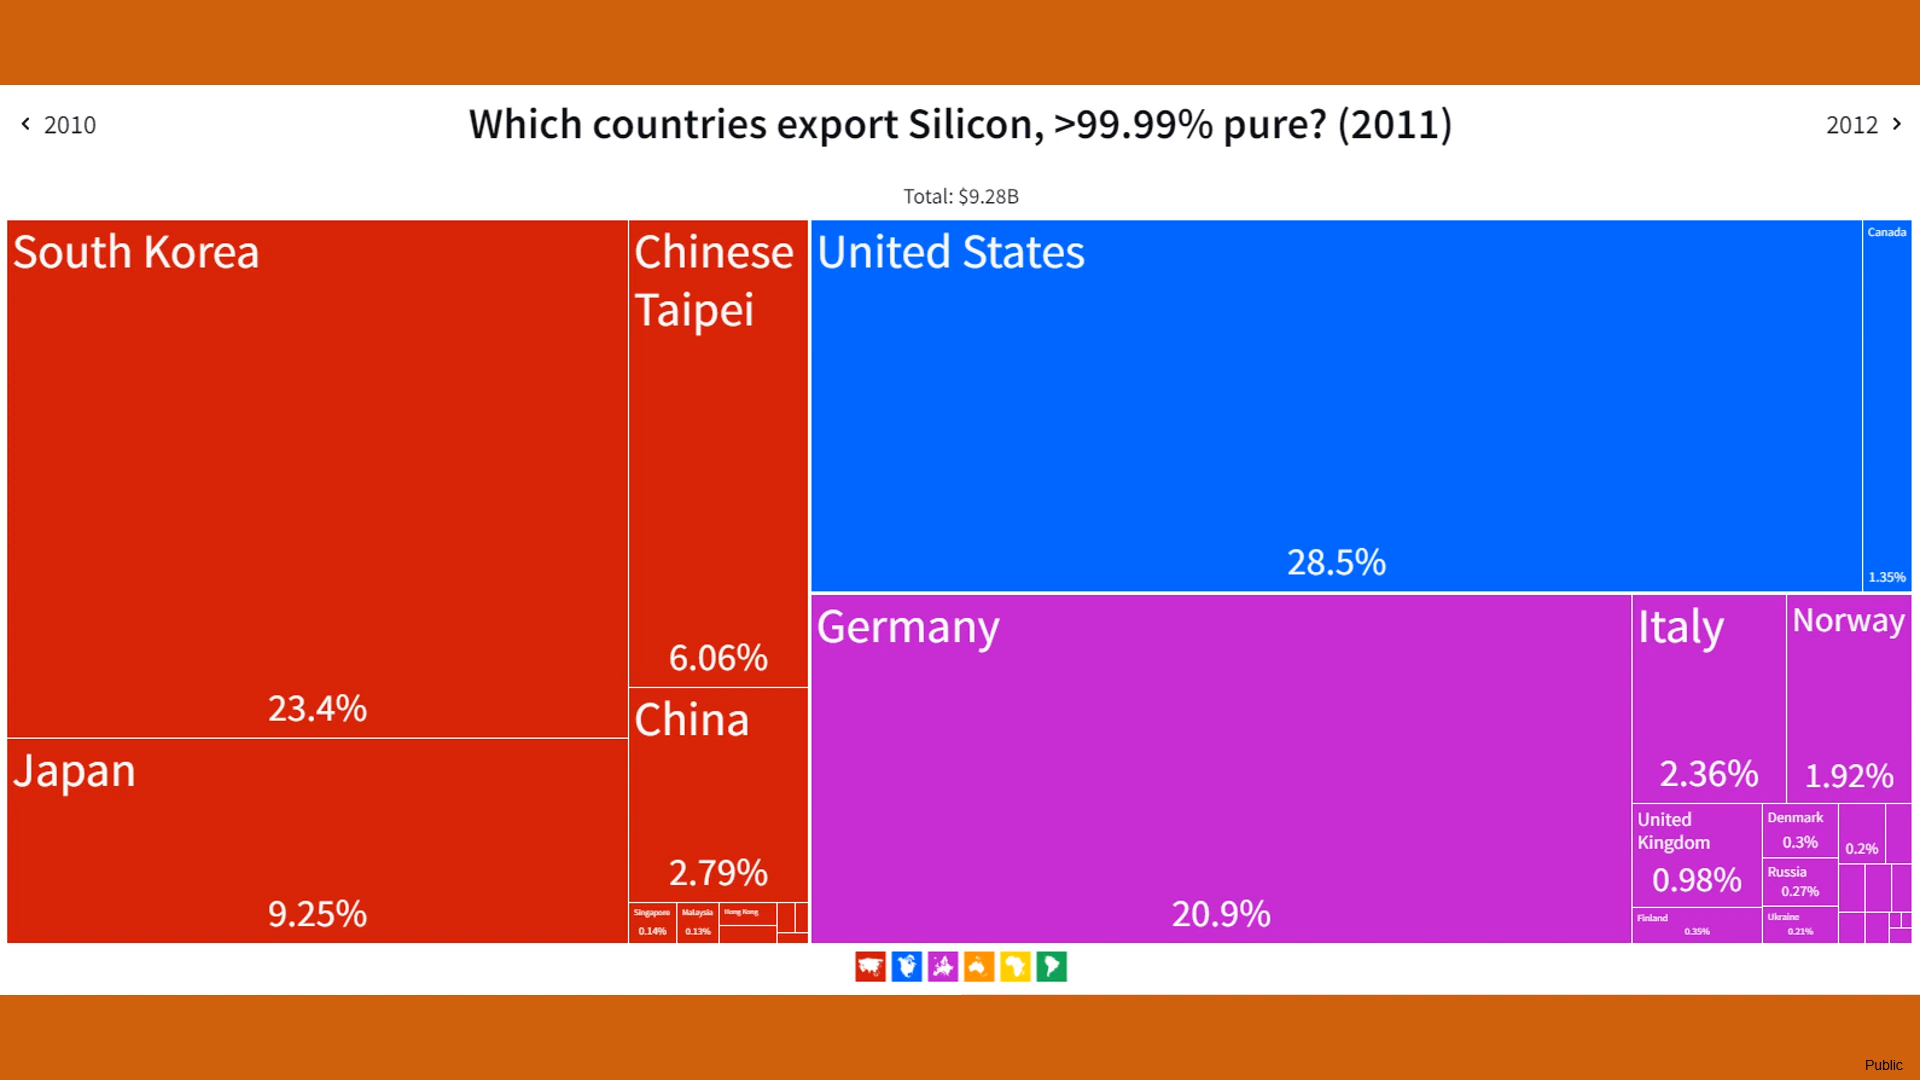 2010
Which countries export Silicon, >99.99% pure? (2011)
2012
Total: $9.28B
South Korea
23.4%
Japan
9.25%
Chinese
Taipei
6.06%
China
2.79%
Singapore
0.14%
Malaysia
0.13%
Hong Kong
United States
28.5%
Canada
1.35%
Germany
20.9%
Italy
2.36%
Norway
1.92%
United
Kingdom
0.98%
Finland
0.35%
Denmark
0.3%
Russia
0.27%
Ukraine
0.21%
0.2%
Public